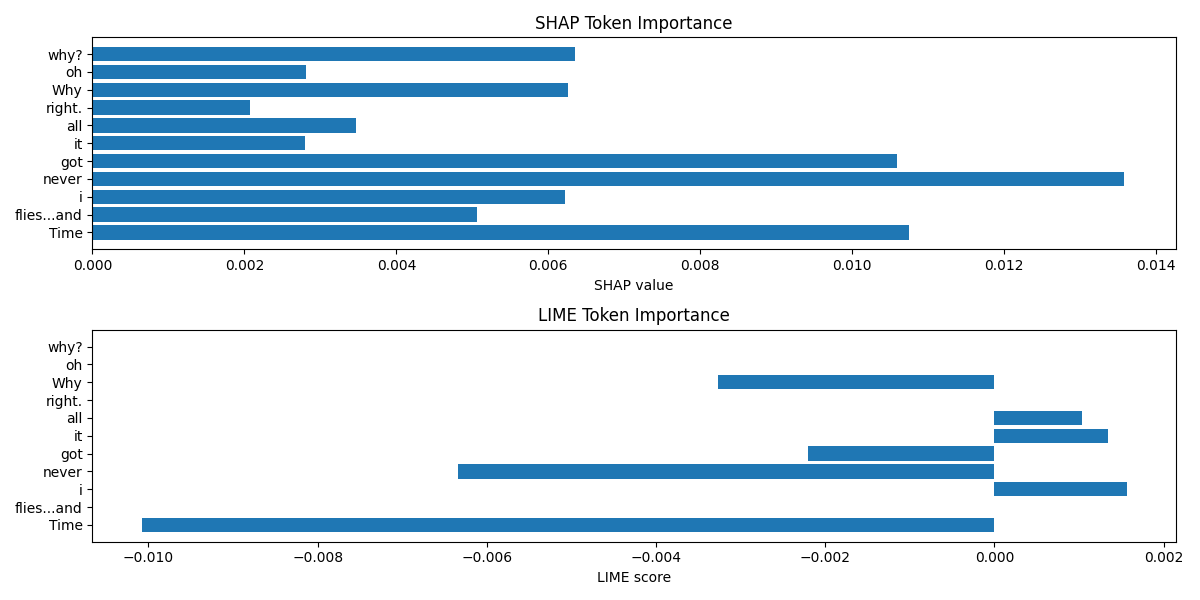 SHAP Token Importance
why?
oh
Why
right.
all
it
got
never
i
flies...and
Time
0.000 0.002 0.004 0.006 0.008 0.010 0.012 0.014
SHAP value
LIME Token Importance
why?
oh
Why
right.
all
it
got
never
i
flies...and
Time
−0.010 −0.008 −0.006 −0.004 −0.002 0.000 0.002
LIME score